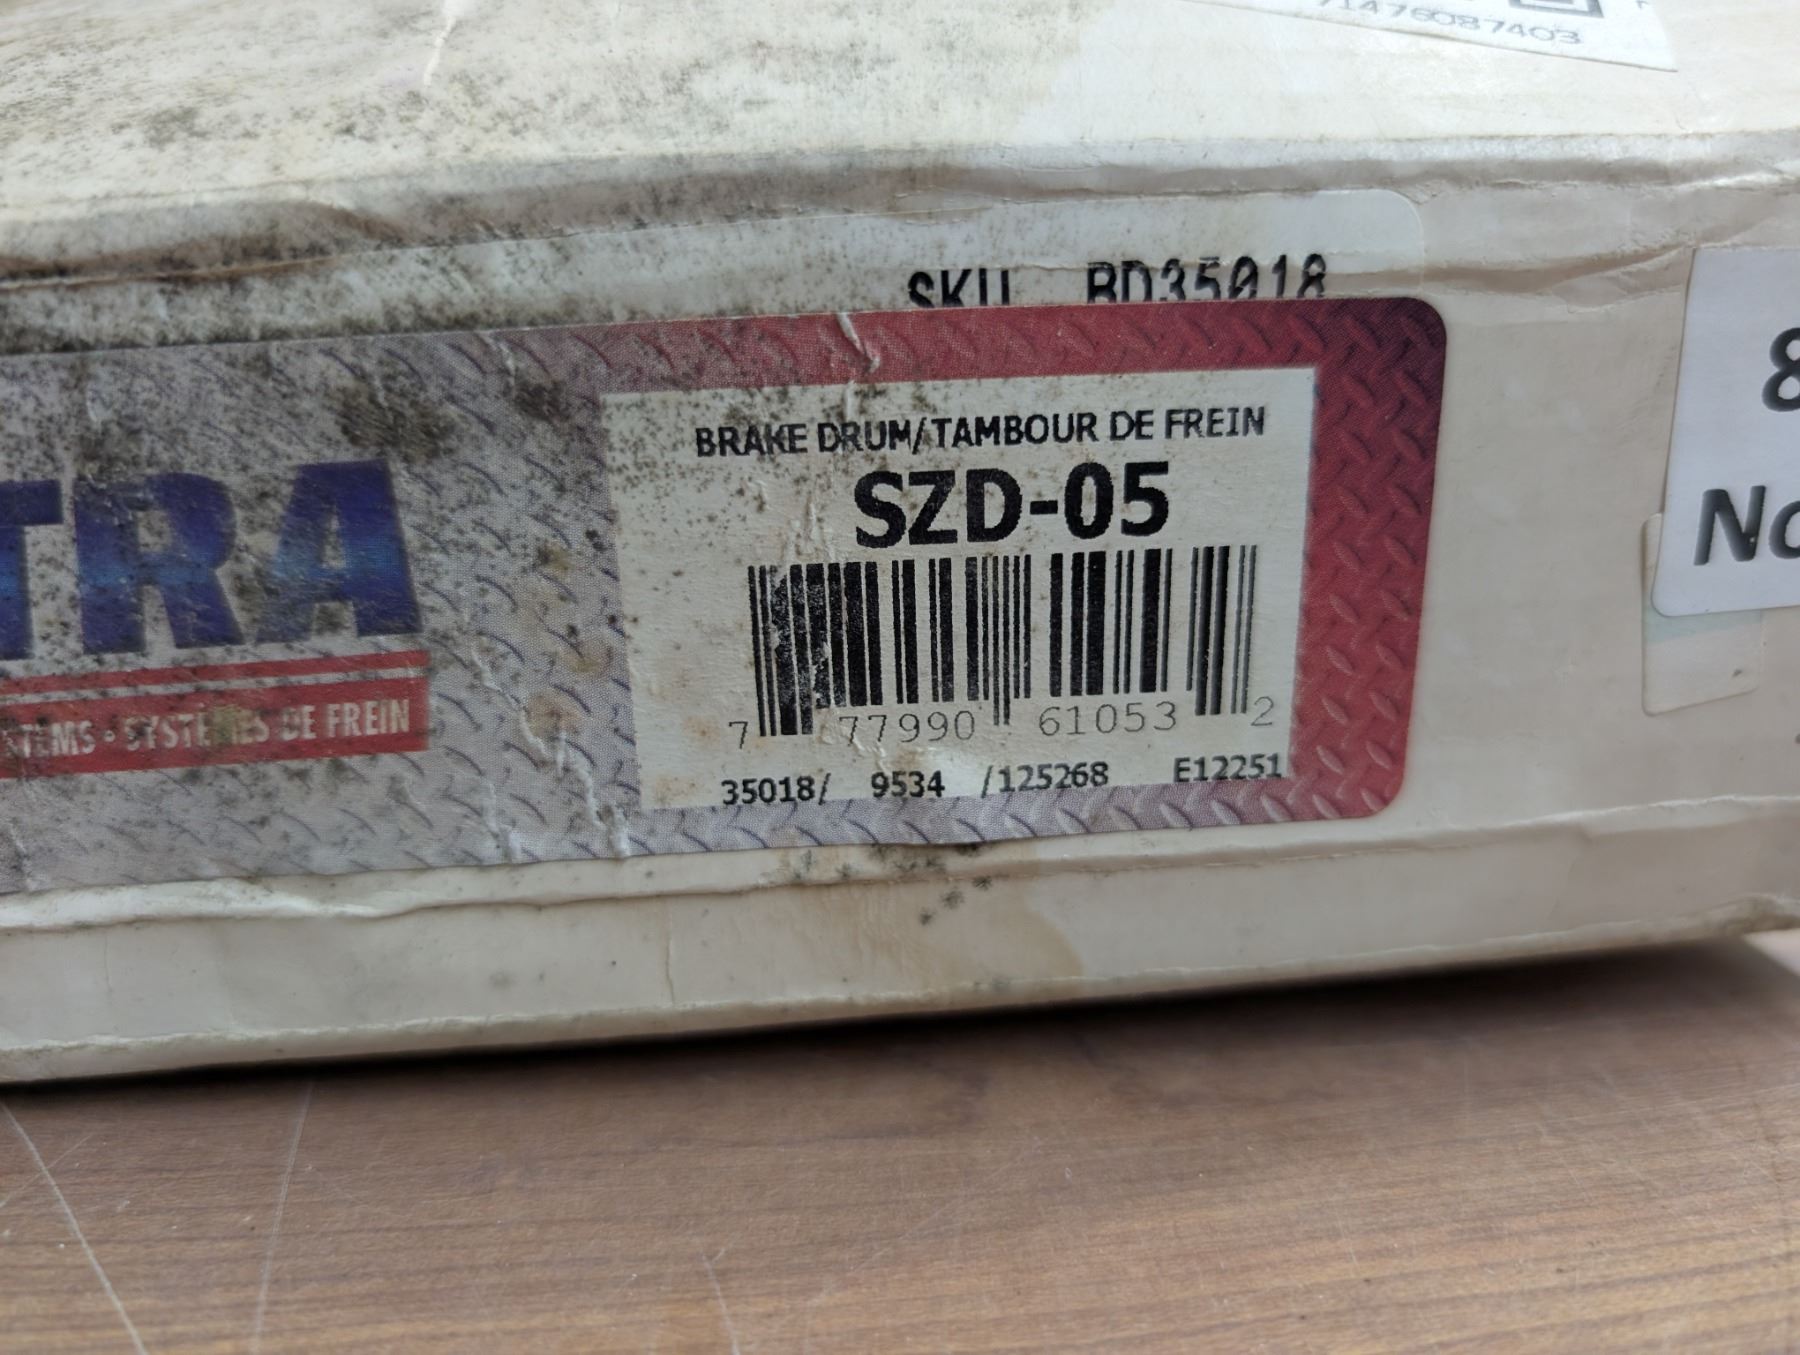 71476087403
SKU BD35018
BRAKE DRUM/TAMBOUR DE FREIN
SZD-05
TRA
STEMS • SYSTÈMES DE FREIN
7 77990 61053 2
35018/ 9534 /125268 E12251
8
No